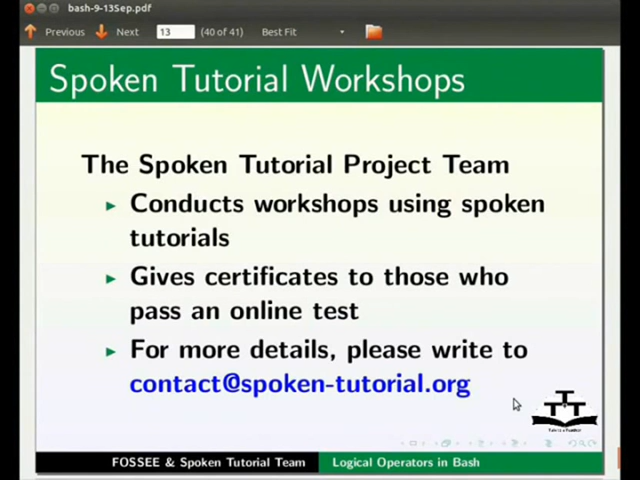 bash-9-13Sep.pdf
Previous Next 13 (40 of 41) Best Fit
Spoken Tutorial Workshops
The Spoken Tutorial Project Team
Conducts workshops using spoken
tutorials
Gives certificates to those who
pass an online test
For more details, please write to
contact@spoken-tutorial.org
FOSSEE & Spoken Tutorial Team Logical Operators in Bash